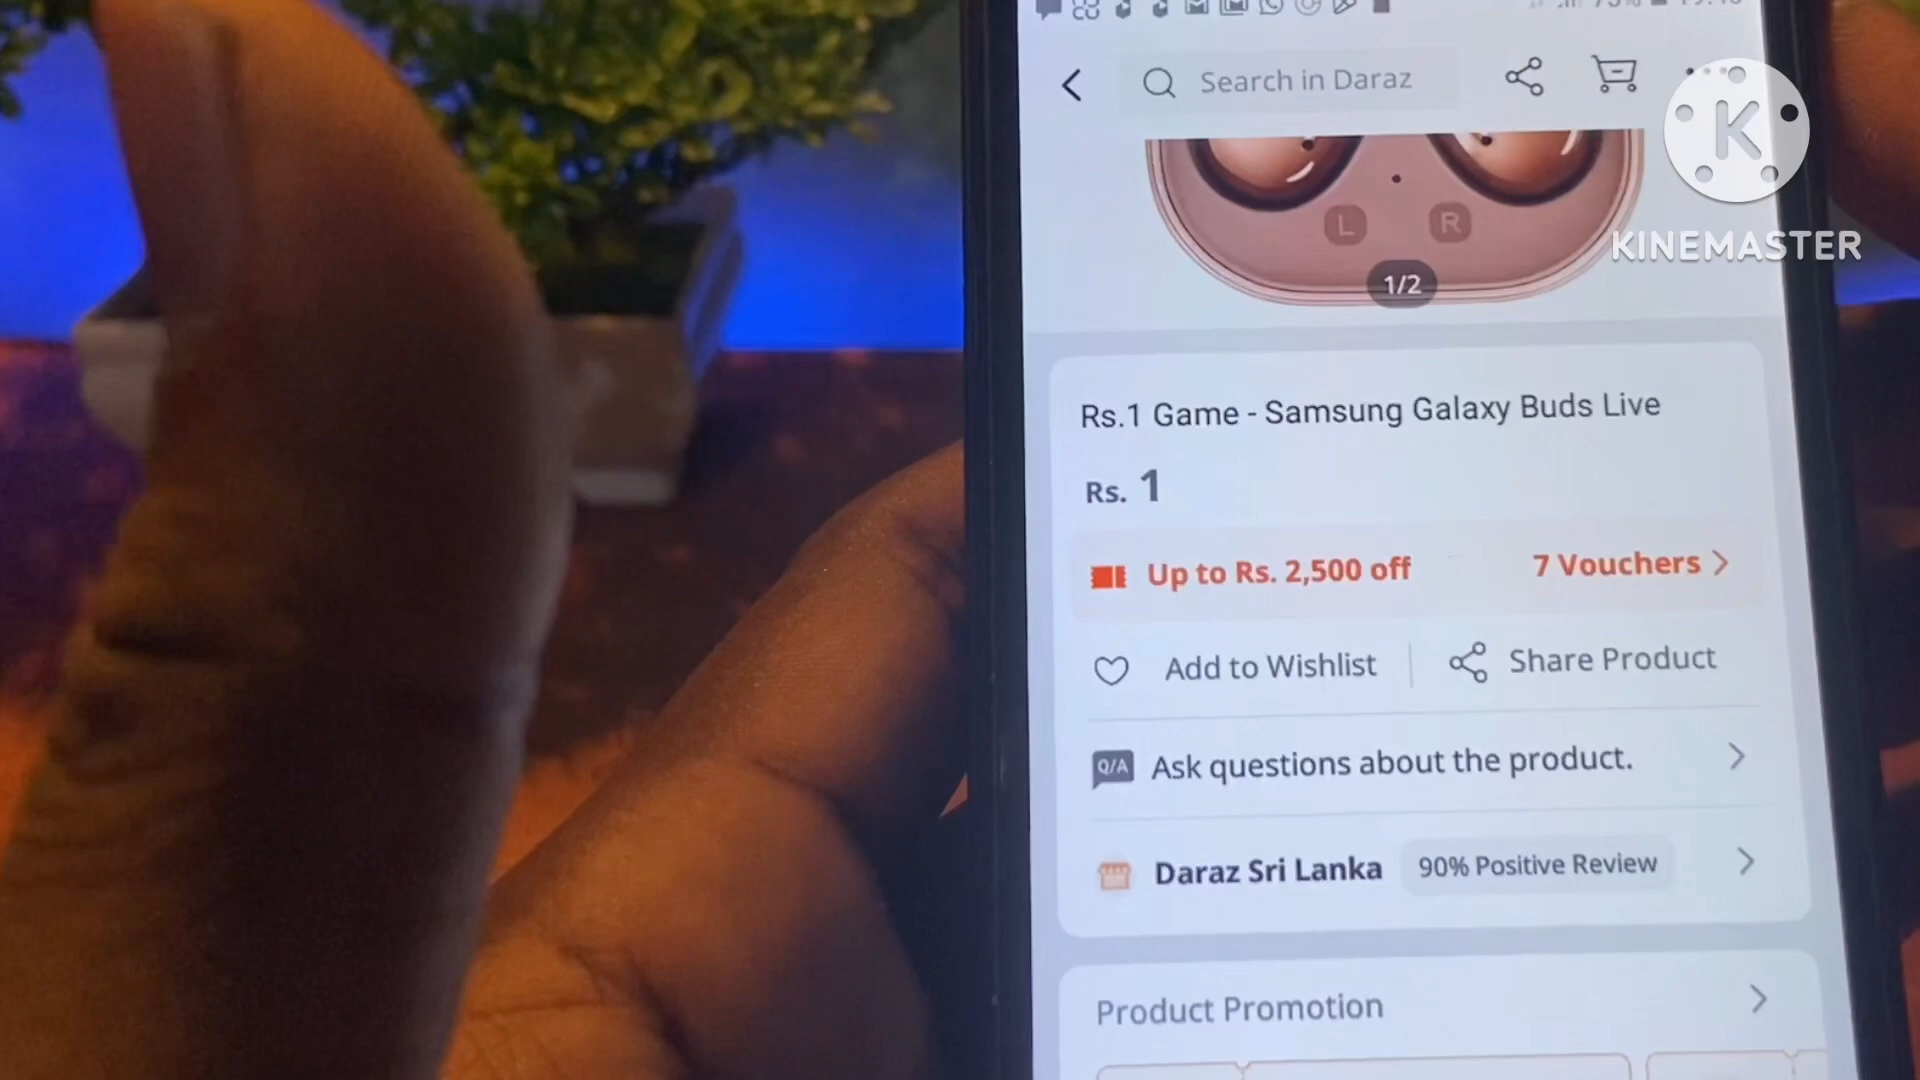 Search in Daraz
K
KINEMASTER
L R
1/2
Rs.1 Game - Samsung Galaxy Buds Live
Rs. 1
Up to Rs. 2,500 off 7 Vouchers
Add to Wishlist Share Product
Q/A Ask questions about the product.
Daraz Sri Lanka 90% Positive Review
Product Promotion